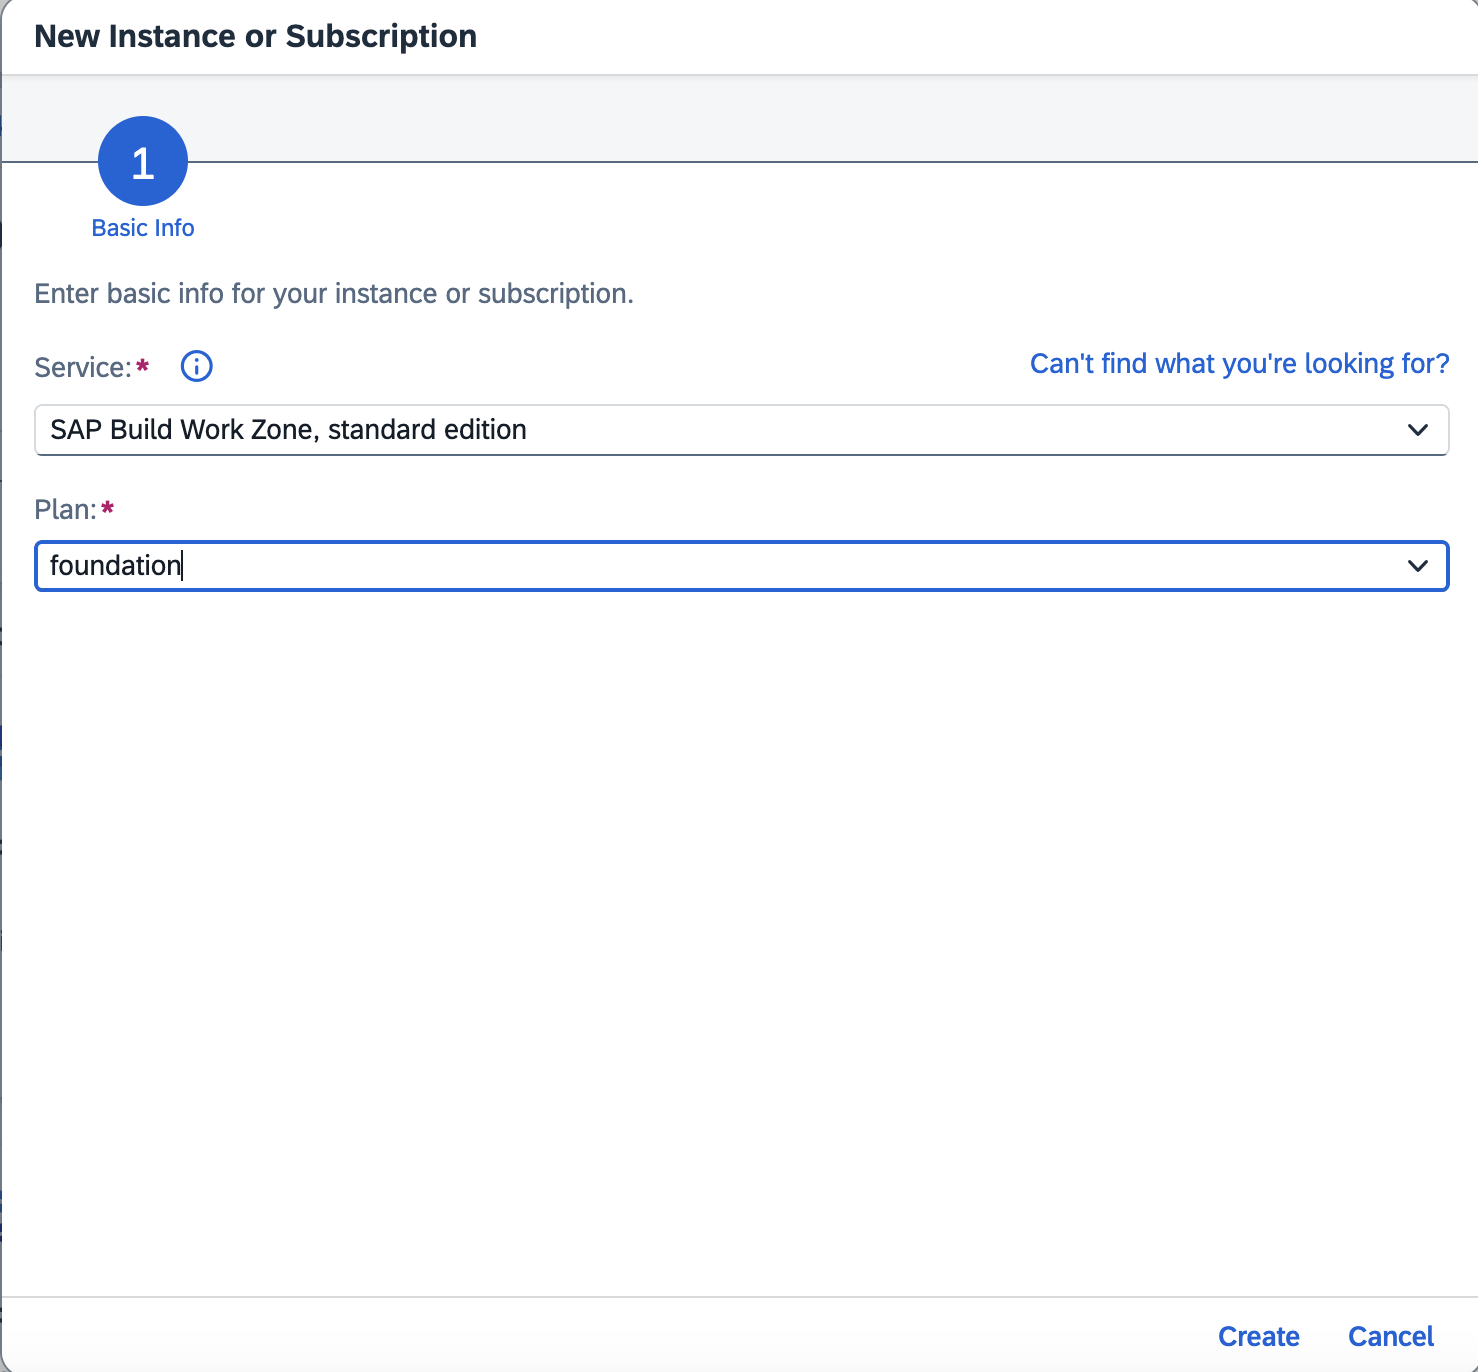 New Instance or Subscription
1
Basic Info
Enter basic info for your instance or subscription.
Service:*
Can't find what you're looking for?
SAP Build Work Zone, standard edition
Plan:*
foundation
Create Cancel